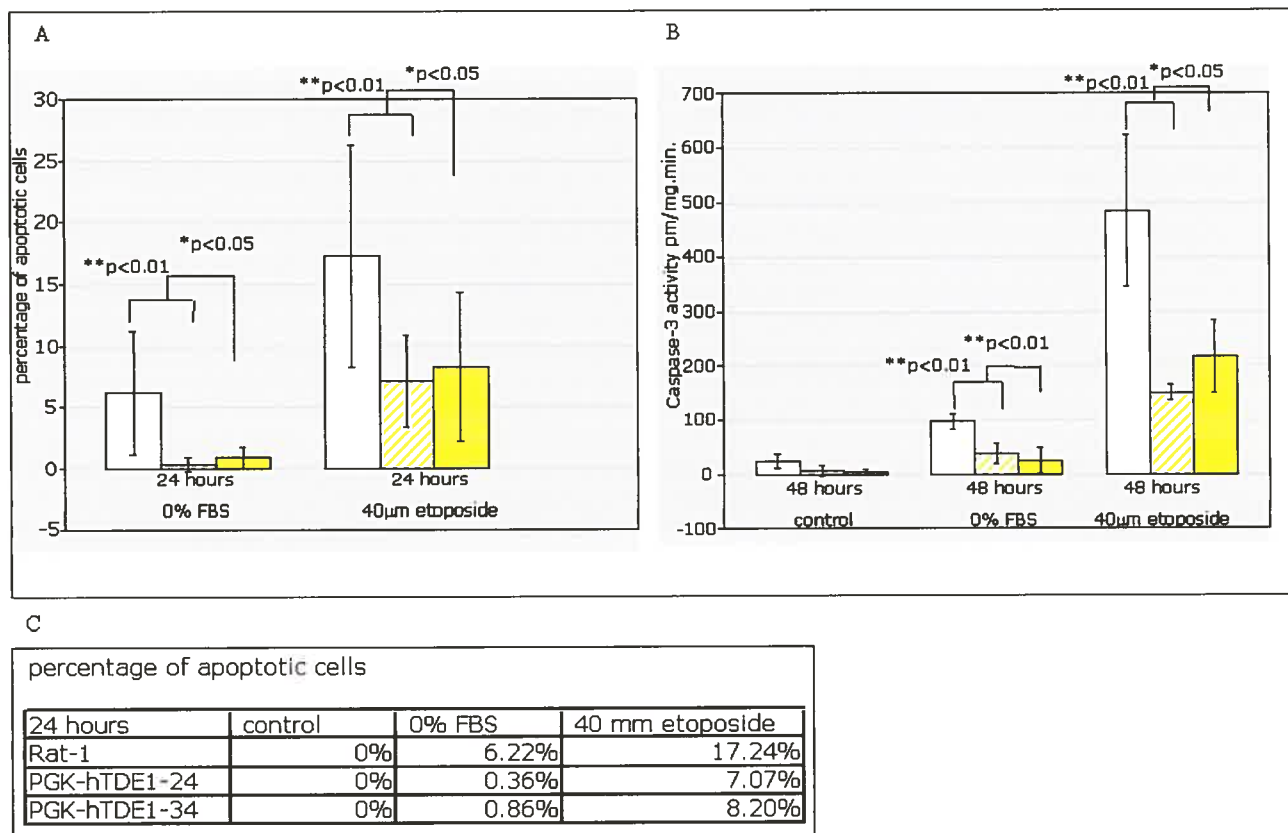 A
**p<0.01 *p<0.05
30
25
20
15
10
5
0
-5
percentage of apoptotic cells
**p<0.01 *p<0.05
24 hours 24 hours
0% FBS 40µm etoposide
B
**p<0.01 *p<0.05
700
600
500
400
300
200
100
0
-100
Caspase-3 activity pm/mg.min.
**p<0.01 **p<0.01
48 hours 48 hours 48 hours
control 0% FBS 40µm etoposide
C
percentage of apoptotic cells
24 hours control 0% FBS 40 mm etoposide
Rat-1 0% 6.22% 17.24%
PGK-hTDE1-24 0% 0.36% 7.07%
PGK-hTDE1-34 0% 0.86% 8.20%